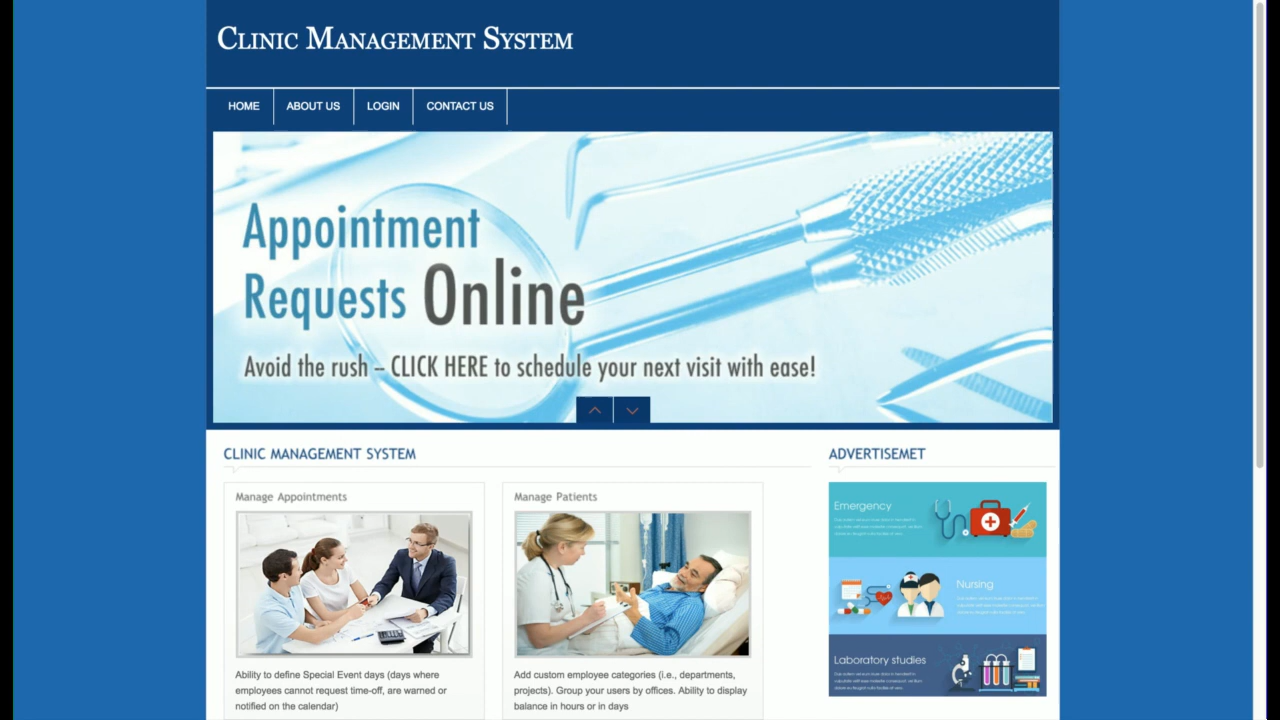 Clinic Management System
HOME
ABOUT US
LOGIN
CONTACT US
Appointment
Requests Online
Avoid the rush – CLICK HERE to schedule your next visit with ease!
CLINIC MANAGEMENT SYSTEM
ADVERTISEMET
Manage Appointments
Ability to define Special Event days (days where
employees cannot request time-off, are warned or
notified on the calendar)
Manage Patients
Add custom employee categories (i.e., departments,
projects). Group your users by offices. Ability to display
balance in hours or in days
Emergency
Nursing
Laboratory studies